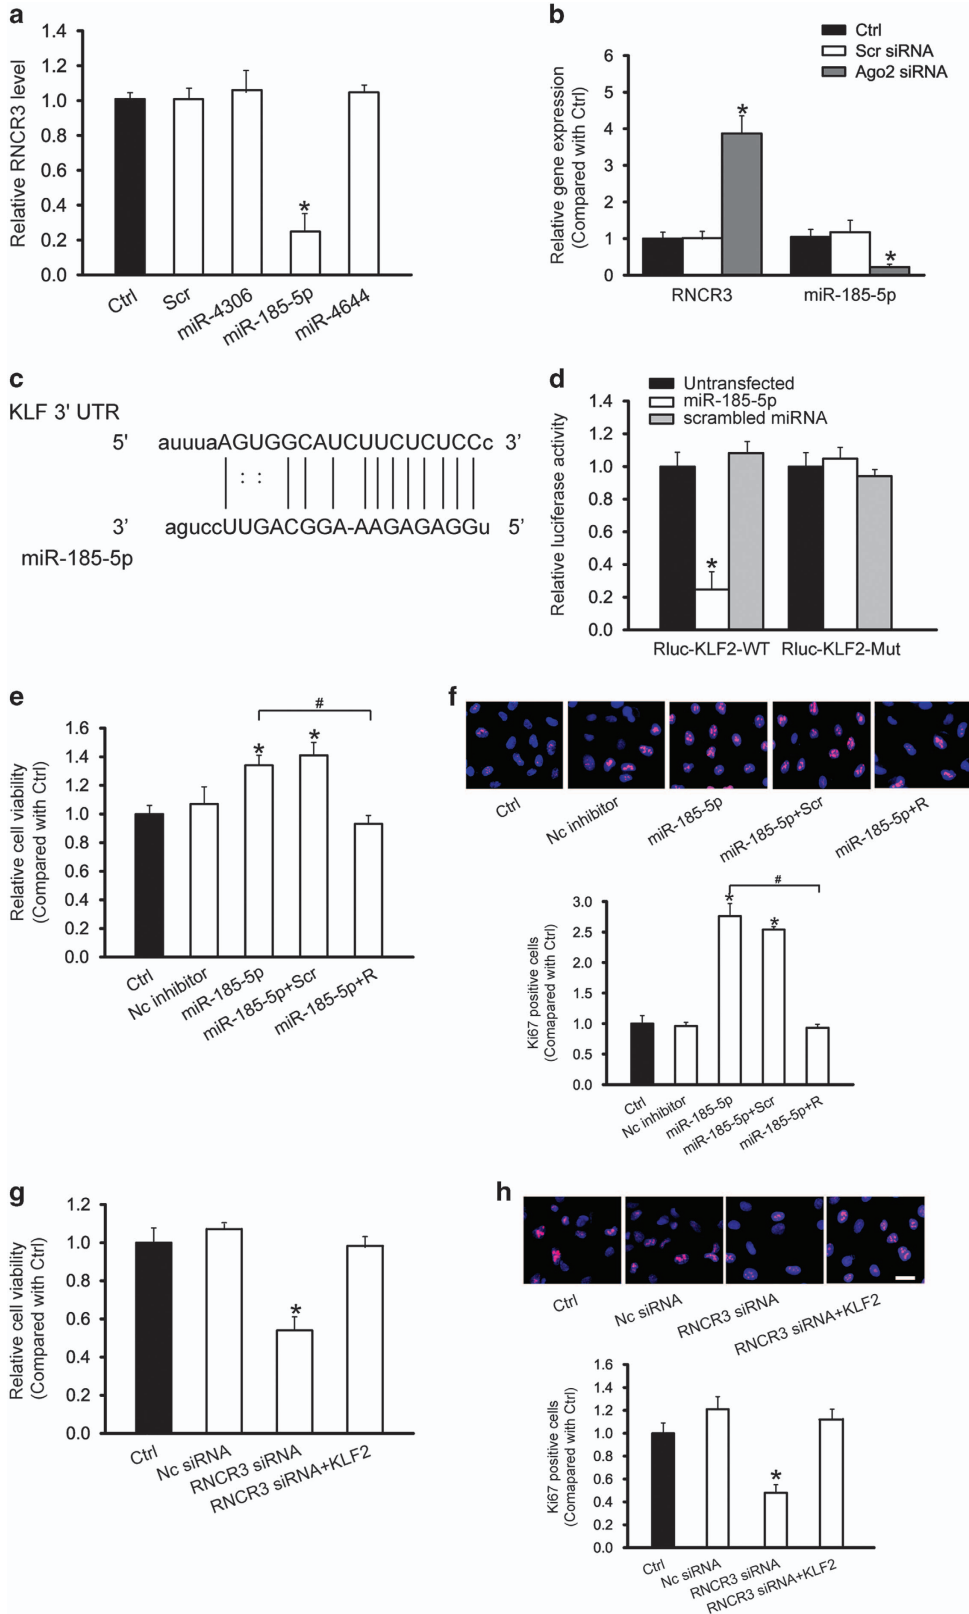 a
1.4
1.2
1.0
0.8
0.6
0.4
0.2
0.0
Relative RNCR3 level
*
Ctrl
Scr
miR-4306
miR-185-5p
miR-4644
b
Ctrl
Scr siRNA
Ago2 siRNA
6
5
4
3
2
1
0
Relative gene expression
(Compared with Ctrl)
*
*
RNCR3
miR-185-5p
c
KLF 3' UTR
5' auuuaAGUGGCAUCUUCUCUCCc 3'
: :
3' aguccUUGACGGA-AAGAGAGGu 5'
miR-185-5p
d
Untransfected
miR-185-5p
scrambled miRNA
1.4
1.2
1.0
0.8
0.6
0.4
0.2
0.0
Relative luciferase activity
*
Rluc-KLF2-WT
Rluc-KLF2-Mut
e
1.6
1.4
1.2
1.0
0.8
0.6
0.4
0.2
0.0
Relative cell viability
(Compared with Ctrl)
#
*
*
Ctrl
Nc inhibitor
miR-185-5p
miR-185-5p+Scr
miR-185-5p+R
f
Ctrl
Nc inhibitor
miR-185-5p
miR-185-5p+Scr
miR-185-5p+R
3.0
2.5
2.0
1.5
1.0
0.5
0.0
Ki67 positive cells
(Comapared with Ctrl)
#
*
*
Ctrl
Nc inhibitor
miR-185-5p
miR-185-5p+Scr
miR-185-5p+R
g
1.2
1.0
0.8
0.6
0.4
0.2
0.0
Relative cell viability
(Compared with Ctrl)
*
Ctrl
Nc siRNA
RNCR3 siRNA
RNCR3 siRNA+KLF2
h
Ctrl
Nc siRNA
RNCR3 siRNA
RNCR3 siRNA+KLF2
1.6
1.4
1.2
1.0
0.8
0.6
0.4
0.2
0.0
Ki67 positive cells
(Comapared with Ctrl)
*
Ctrl
Nc siRNA
RNCR3 siRNA
RNCR3 siRNA+KLF2